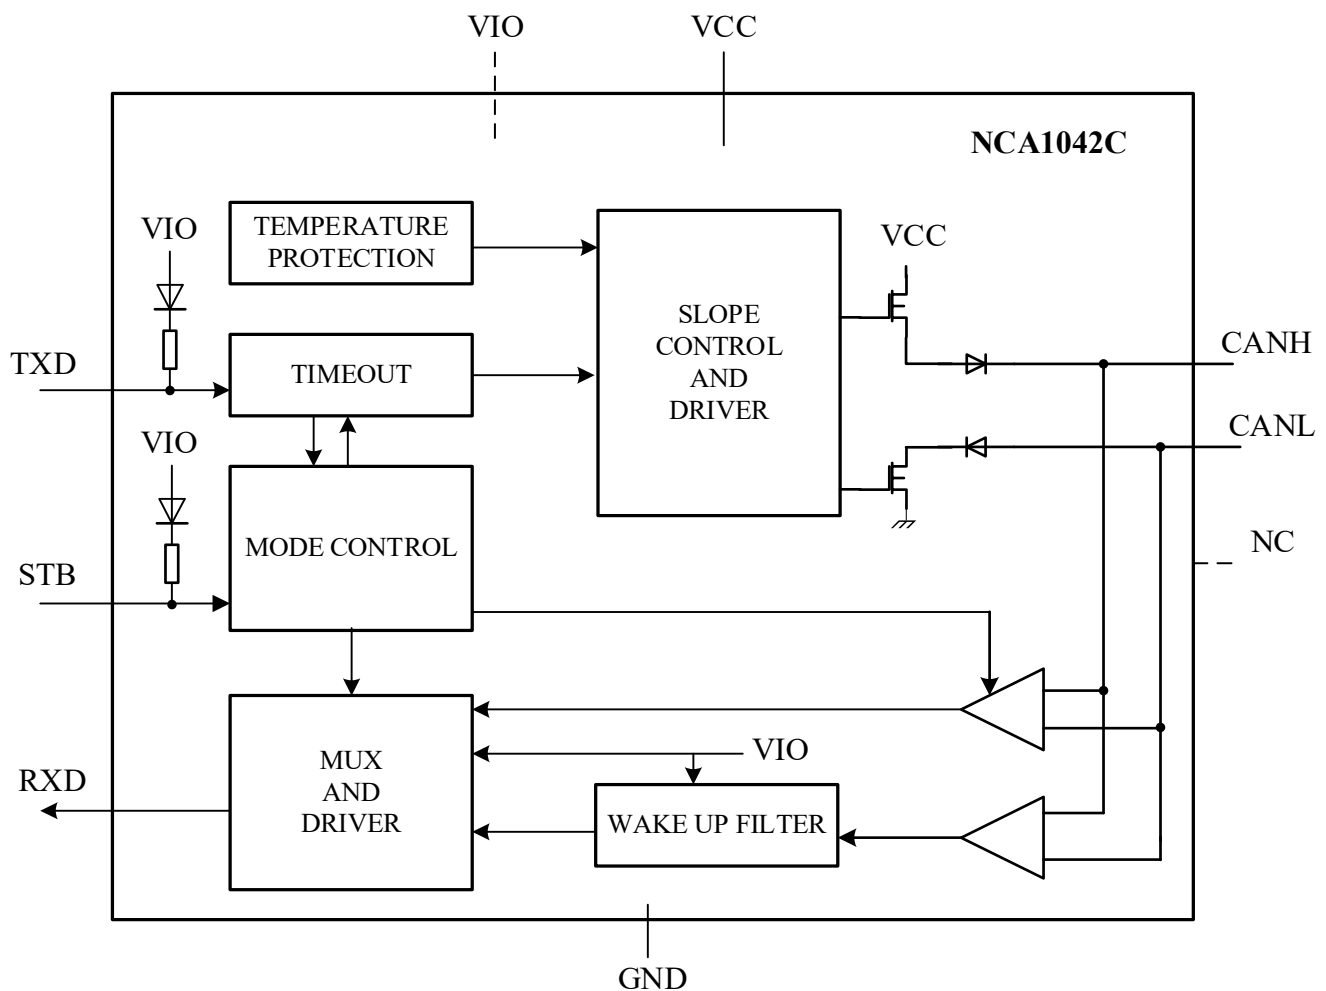 VIO
VCC
NCA1042C
VIO
TEMPERATURE
PROTECTION
VCC
SLOPE
CONTROL
AND
DRIVER
TXD
TIMEOUT
CANH
VIO
CANL
MODE CONTROL
NC
STB
VIO
MUX
AND
DRIVER
RXD
WAKE UP FILTER
GND